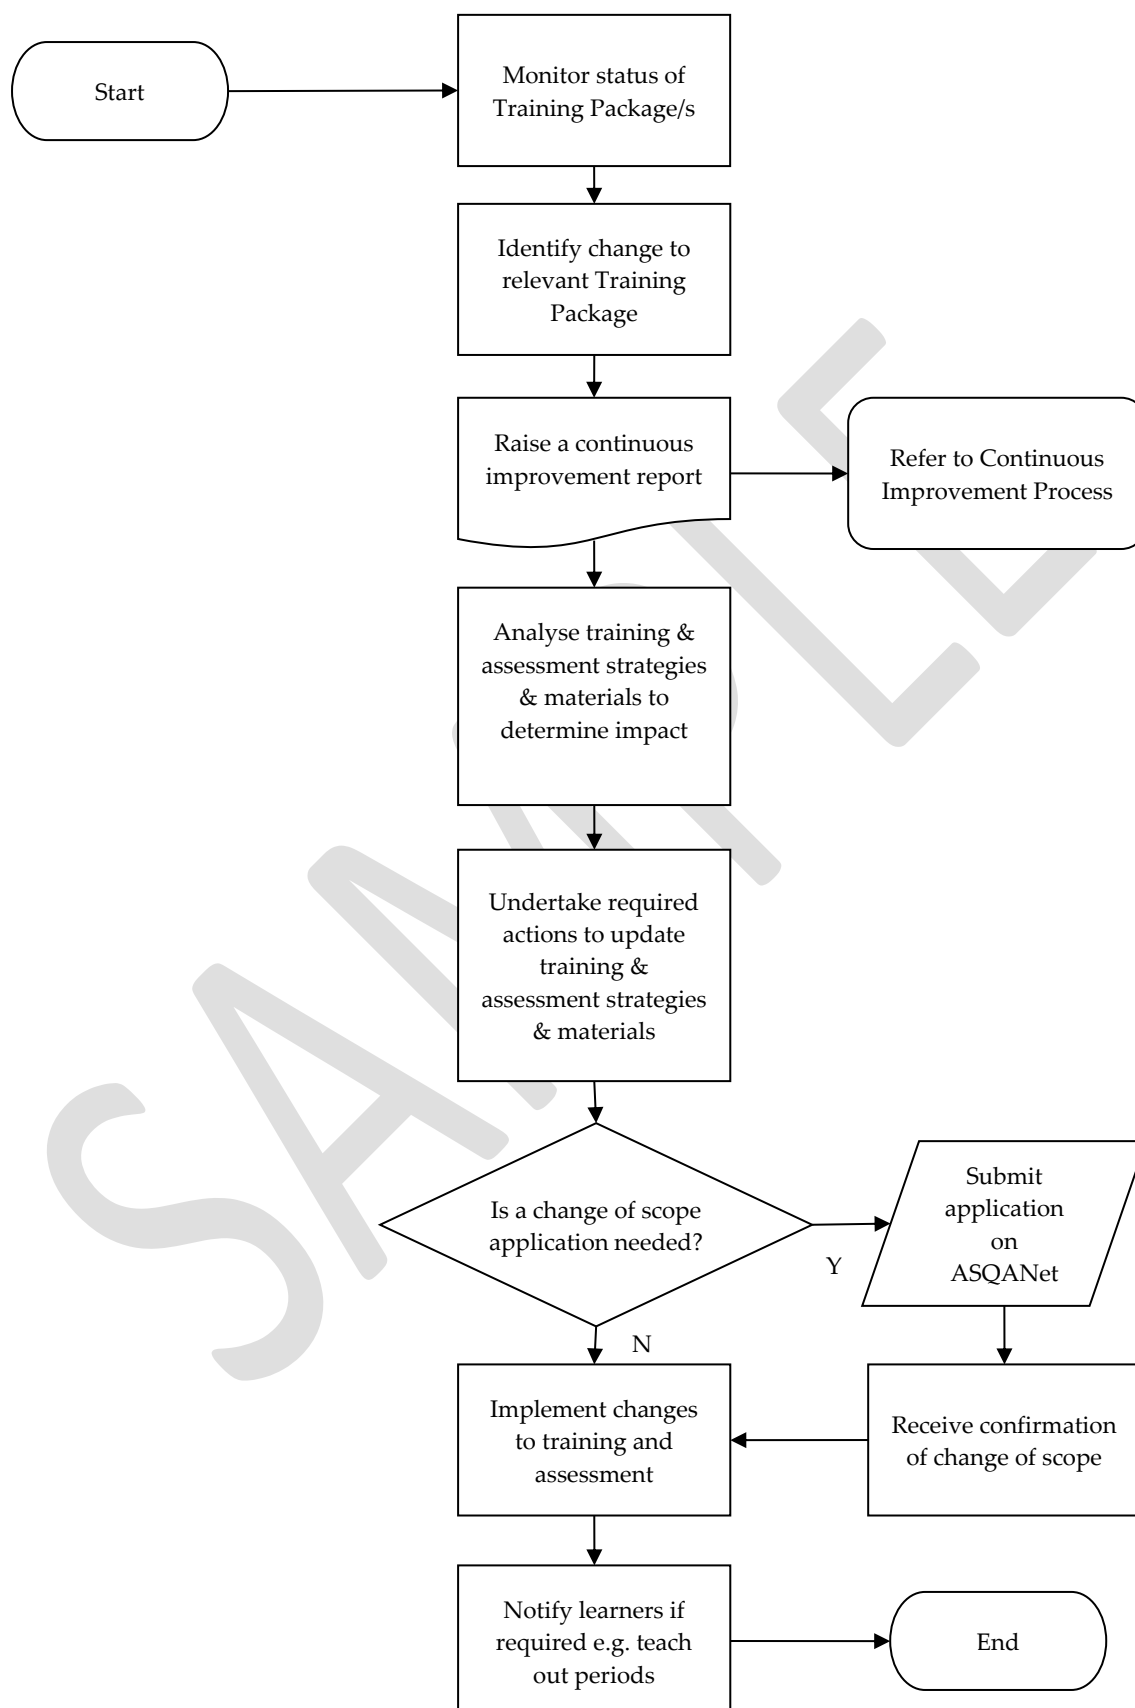 Start
Monitor status of
Training Package/s
Identify change to
relevant Training
Package
Raise a continuous
improvement report
Refer to Continuous
Improvement Process
Analyse training &
assessment strategies
& materials to
determine impact
Undertake required
actions to update
training &
assessment strategies
& materials
Is a change of scope
application needed?
Y
Submit
application
on
ASQANet
N
Implement changes
to training and
assessment
Receive confirmation
of change of scope
Notify learners if
required e.g. teach
out periods
End
SAMPLE